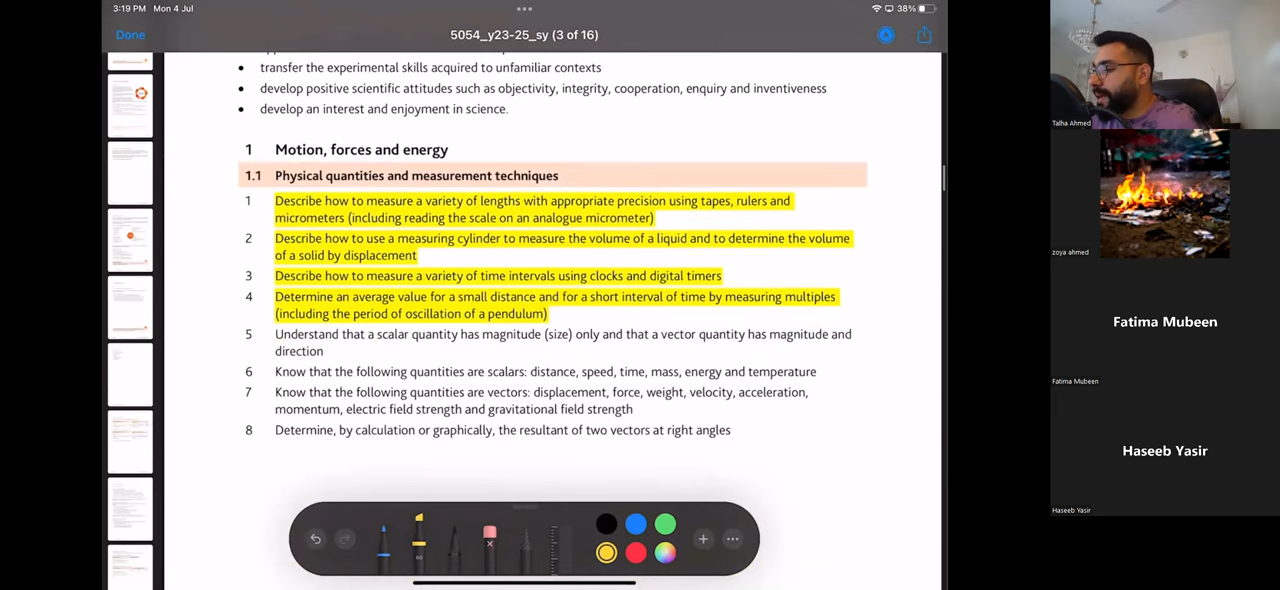 3:19 PM Mon 4 Jul
38%
Done
5054_y23-25_sy (3 of 16)
• transfer the experimental skills acquired to unfamiliar contexts
• develop positive scientific attitudes such as objectivity, integrity, cooperation, enquiry and inventiveness
• develop an interest and enjoyment in science.
1 Motion, forces and energy
1.1 Physical quantities and measurement techniques
1 Describe how to measure a variety of lengths with appropriate precision using tapes, rulers and
micrometers (including reading the scale on an analogue micrometer)
2 Describe how to use a measuring cylinder to measure the volume of a liquid and to determine the volume
of a solid by displacement
3 Describe how to measure a variety of time intervals using clocks and digital timers
4 Determine an average value for a small distance and for a short interval of time by measuring multiples
(including the period of oscillation of a pendulum)
5 Understand that a scalar quantity has magnitude (size) only and that a vector quantity has magnitude and
direction
6 Know that the following quantities are scalars: distance, speed, time, mass, energy and temperature
7 Know that the following quantities are vectors: displacement, force, weight, velocity, acceleration,
momentum, electric field strength and gravitational field strength
8 Determine, by calculation or graphically, the resultant of two vectors at right angles
Talha Ahmed
zoya ahmed
Fatima Mubeen
Fatima Mubeen
Haseeb Yasir
Haseeb Yasir